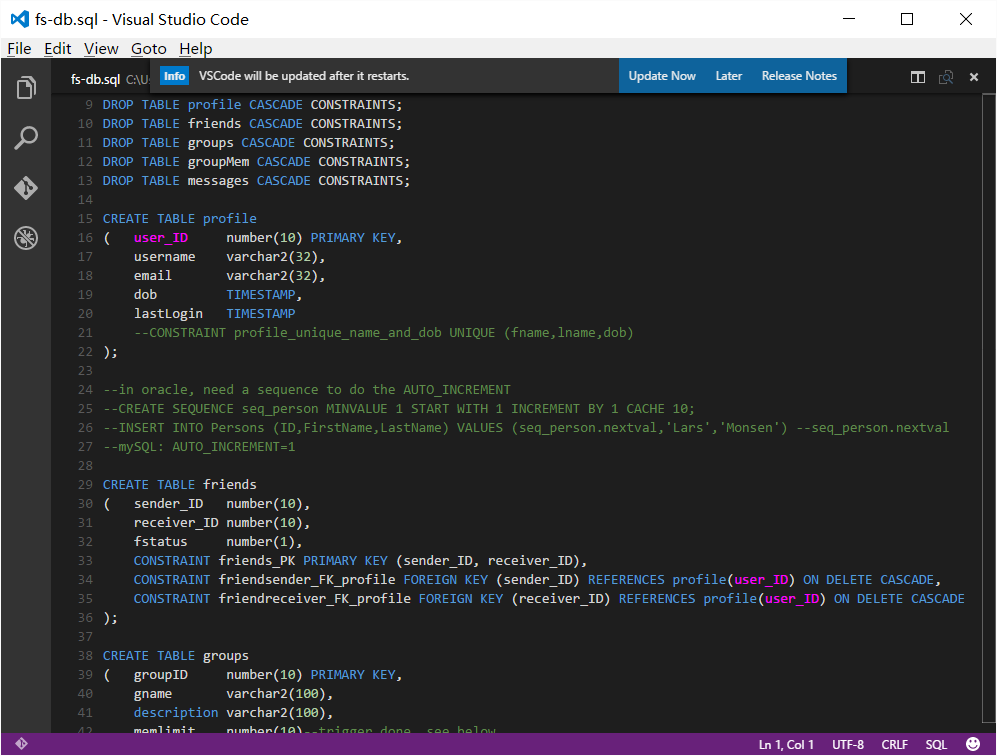 fs-db.sql - Visual Studio Code
File Edit View Goto Help
fs-db.sql C:\U
Info VSCode will be updated after it restarts. Update Now Later Release Notes
9 DROP TABLE profile CASCADE CONSTRAINTS;
10 DROP TABLE friends CASCADE CONSTRAINTS;
11 DROP TABLE groups CASCADE CONSTRAINTS;
12 DROP TABLE groupMem CASCADE CONSTRAINTS;
13 DROP TABLE messages CASCADE CONSTRAINTS;
14
15 CREATE TABLE profile
16 (   user_ID     number(10) PRIMARY KEY,
17     username    varchar2(32),
18     email       varchar2(32),
19     dob         TIMESTAMP,
20     lastLogin   TIMESTAMP
21     --CONSTRAINT profile_unique_name_and_dob UNIQUE (fname,lname,dob)
22 );
23
24 --in oracle, need a sequence to do the AUTO_INCREMENT
25 --CREATE SEQUENCE seq_person MINVALUE 1 START WITH 1 INCREMENT BY 1 CACHE 10;
26 --INSERT INTO Persons (ID,FirstName,LastName) VALUES (seq_person.nextval,'Lars','Monsen') --seq_person.nextval
27 --mySQL: AUTO_INCREMENT=1
28
29 CREATE TABLE friends
30 (   sender_ID   number(10),
31     receiver_ID number(10),
32     fstatus     number(1),
33     CONSTRAINT friends_PK PRIMARY KEY (sender_ID, receiver_ID),
34     CONSTRAINT friendsender_FK_profile FOREIGN KEY (sender_ID) REFERENCES profile(user_ID) ON DELETE CASCADE,
35     CONSTRAINT friendreceiver_FK_profile FOREIGN KEY (receiver_ID) REFERENCES profile(user_ID) ON DELETE CASCADE
36 );
37
38 CREATE TABLE groups
39 (   groupID     number(10) PRIMARY KEY,
40     gname       varchar2(100),
41     description varchar2(100),
42     memlimit    number(10)--trigger done, see below
Ln 1, Col 1 UTF-8 CRLF SQL